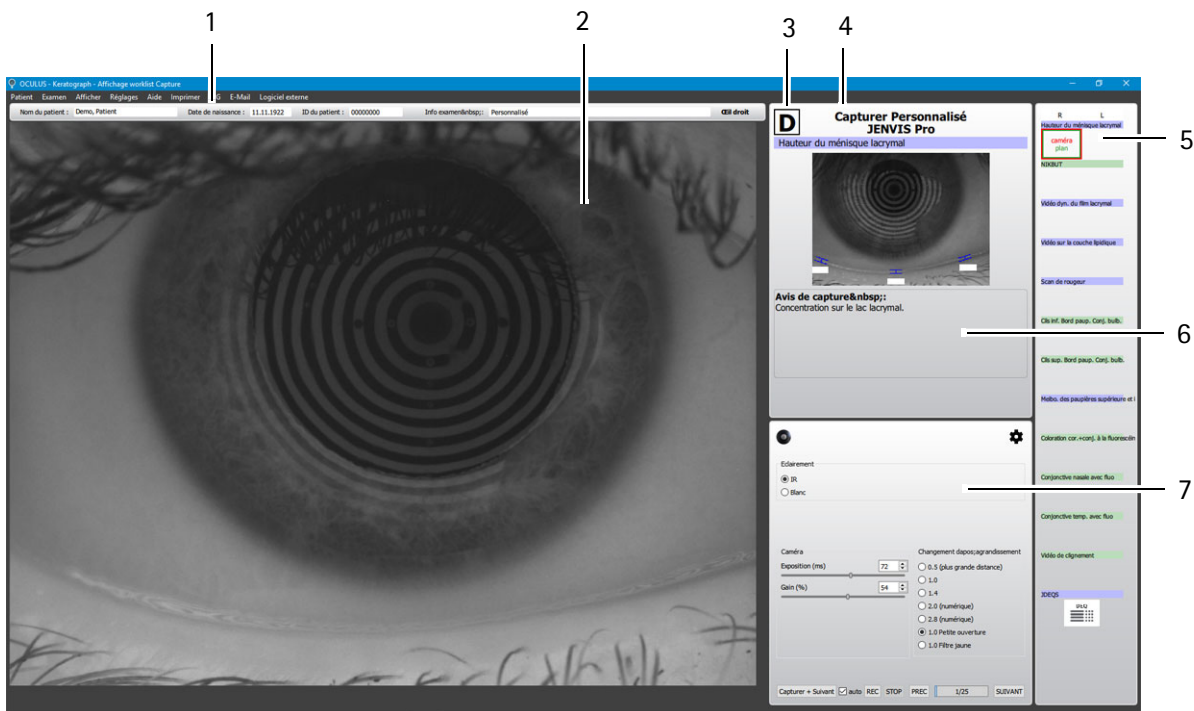 1 2 3 4
OCULUS - Keratograph - Affichage worklist Capture
Patient Examen Afficher Réglages Aide Imprimer G E-Mail Logiciel externe
Nom du patient : Demo, Patient Date de naissance : 11.11.1922 ID du patient : 00000000 Info examen&nbsp;: Personnalisé Œil droit
D
Capturer Personnalisé
JENVIS Pro
Hauteur du ménisque lacrymal
Avis de capture&nbsp;:
Concentration sur le lac lacrymal.
Eclairement
IR
Blanc
Caméra
Exposition (ms) 72
Gain (%) 54
Changement dapos;agrandissement
0.5 (plus grande distance)
1.0
1.4
2.0 (numérique)
2.8 (numérique)
1.0 Petite ouverture
1.0 Filtre jaune
Capturer + Suivant auto REC STOP PREC 1/25 SUIVANT
R L
Hauteur du ménisque lacrymal
caméra
plan
NIKBUT
Vidéo dyn. du film lacrymal
Vidéo sur la couche lipidique
Scan de rougeur
Cils inf. Bord paup. Conj. bulb.
Cils sup. Bord paup. Conj. bulb.
Meibo. des paupières supérieure et i
Coloration cor.+conj. à la fluorescéin
Conjonctive nasale avec fluo
Conjonctive temp. avec fluo
Vidéo de clignement
JDEQS
5
6
7